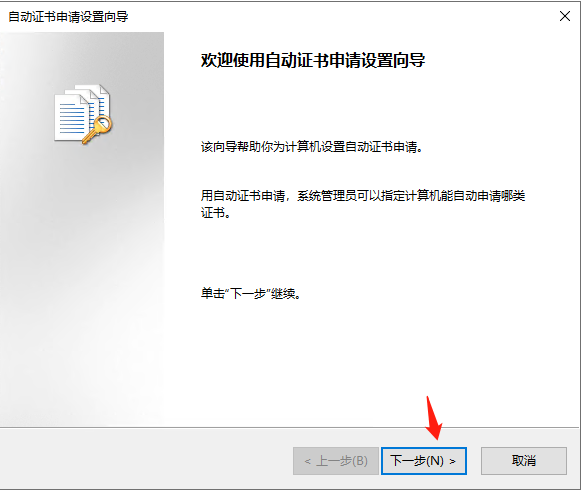 自动证书申请设置向导
欢迎使用自动证书申请设置向导
该向导帮助你为计算机设置自动证书申请。
用自动证书申请，系统管理员可以指定计算机能自动申请哪类
证书。
单击"下一步"继续。
< 上一步(B) 下一步(N) > 取消